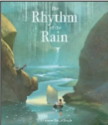 The
Rhythm
of the
Rain